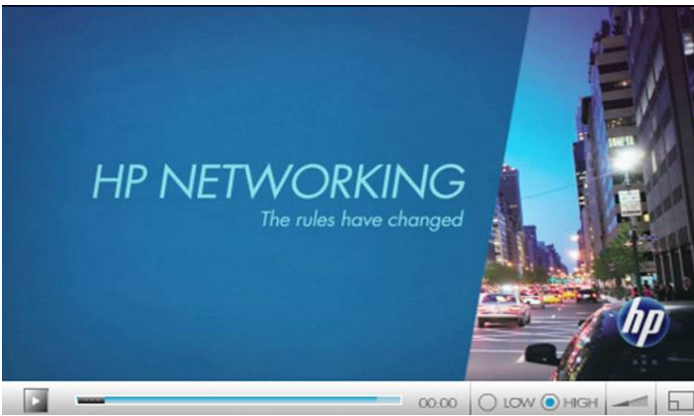 HP NETWORKING
The rules have changed
hp
00:00
LOW
HIGH